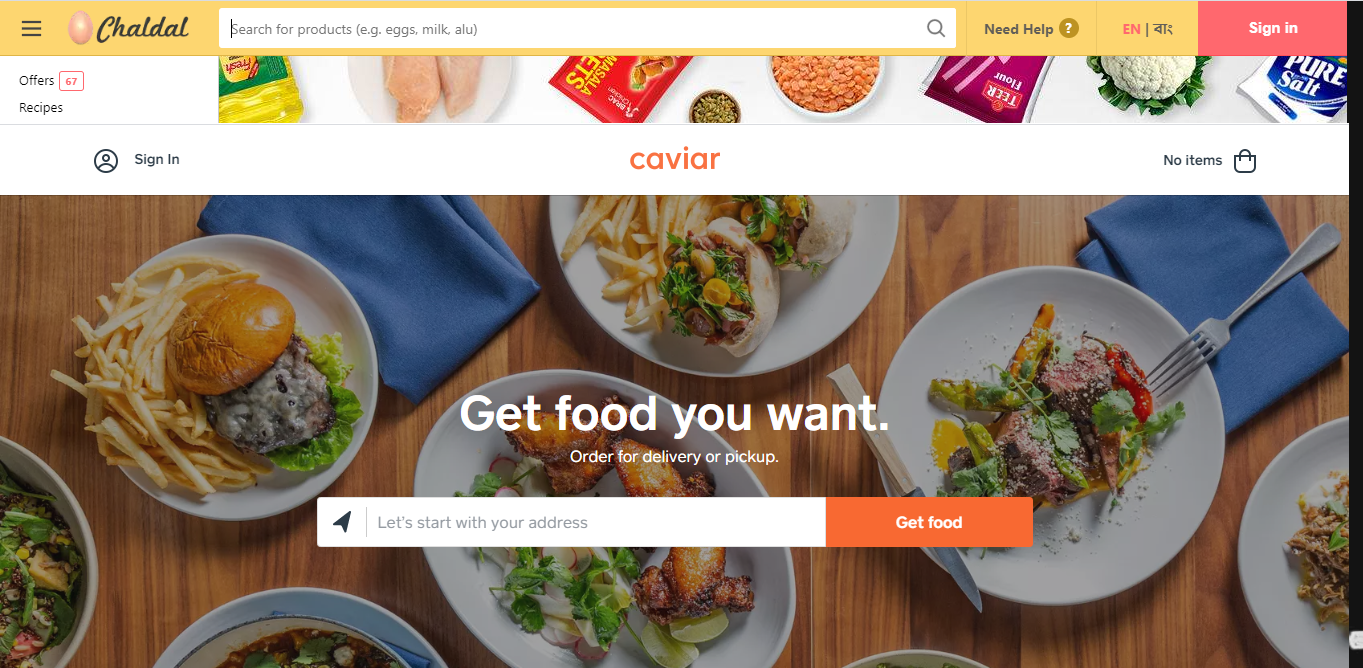 Chaldal
Search for products (e.g. eggs, milk, alu)
Need Help ?
EN | বাং
Sign in
Offers 67
Recipes
Fresh
MASALA
BRAC
Chicken
TEER
Flour
PURE
Salt
Sign In
caviar
No items
Get food you want.
Order for delivery or pickup.
Let's start with your address
Get food